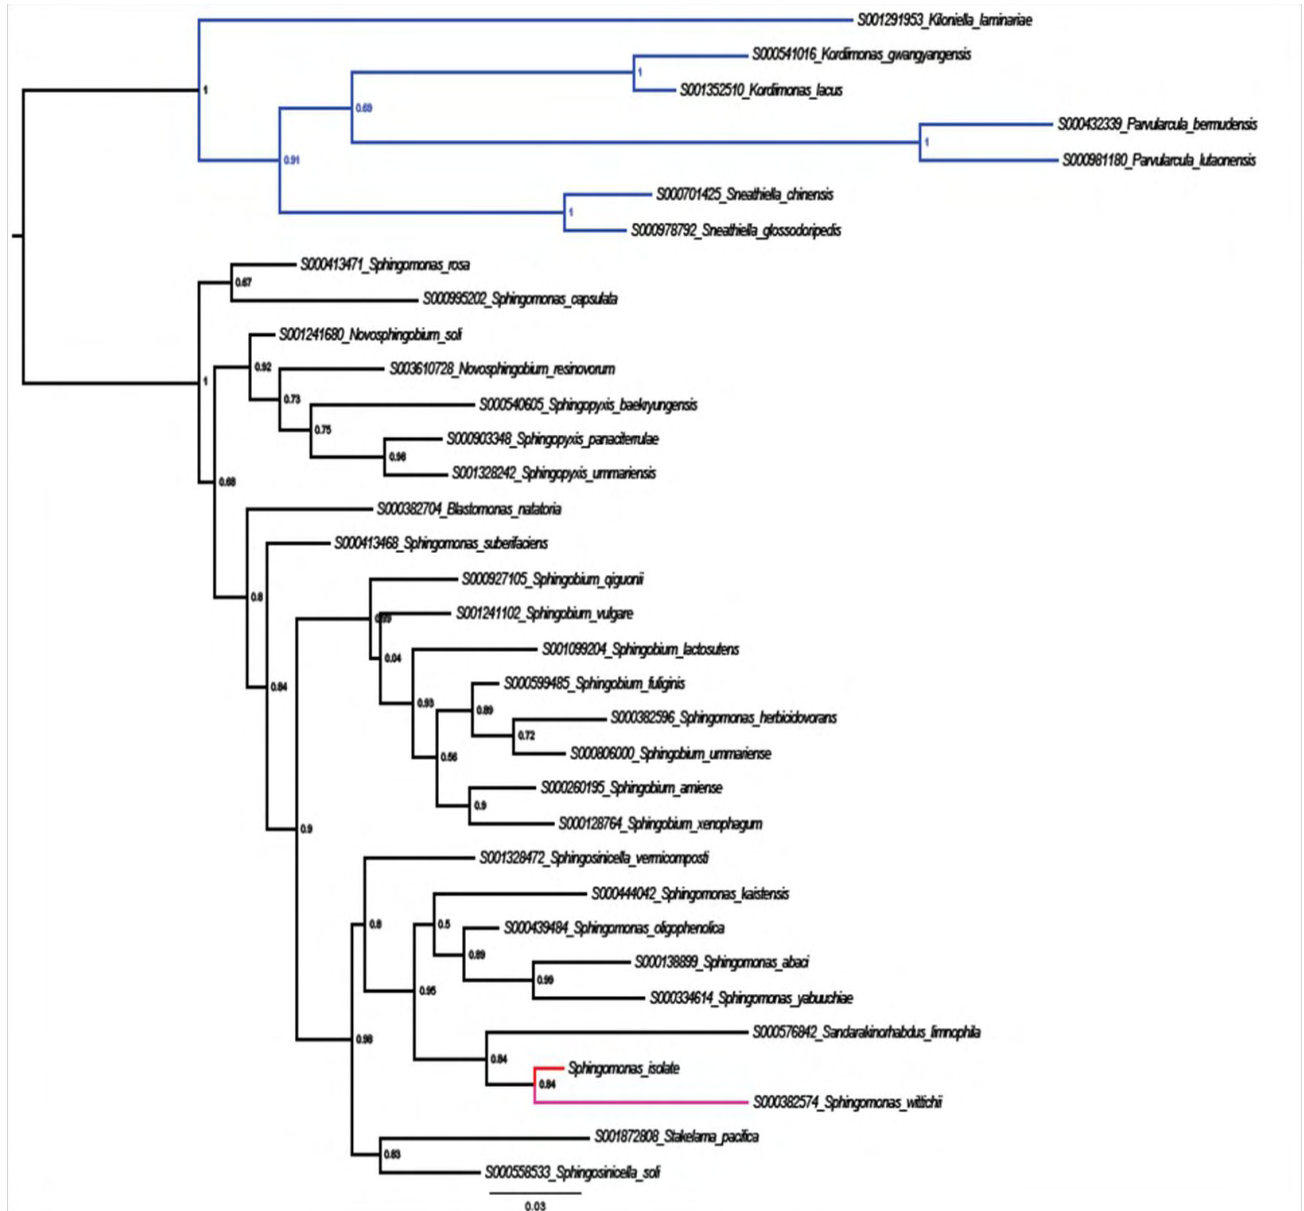 S001291953_Kiloniella_laminariae
S000541016_Kordiimonas_gwangyangensis
1
S001352510_Kordiimonas_lacus
1
0.69
S000432339_Parvularcula_bermudensis
1
S000981180_Parvularcula_lutaonensis
0.91
S000701425_Sneathiella_chinensis
1
S000978792_Sneathiella_glossodoripedis
S000413471_Sphingomonas_rosa
0.67
S000995202_Sphingomonas_capsulata
S001241680_Novosphingobium_soli
0.92
S003610728_Novosphingobium_resinovorum
1
0.73
S000540605_Sphingopyxis_baekryungensis
0.75
S000903348_Sphingopyxis_panaciterrulae
0.98
S001328242_Sphingopyxis_ummariensis
0.68
S000382704_Blastomonas_natatoria
S000413468_Sphingomonas_suberifaciens
S000927105_Sphingobium_qiguonii
0.8
S001241102_Sphingobium_vulgare
S001099204_Sphingobium_lactosutens
0.04
S000599485_Sphingobium_fuliginis
0.84
0.93
0.89
S000382596_Sphingomonas_herbicidovorans
0.72
S000806000_Sphingobium_ummariense
0.56
S000260195_Sphingobium_amiense
0.9
S000128764_Sphingobium_xenophagum
0.9
S001328472_Sphingosinicella_vermicomposti
S000444042_Sphingomonas_kaistensis
0.8
0.5
S000439484_Sphingomonas_oligophenolica
0.89
S000138899_Sphingomonas_abaci
0.99
0.95
S000334614_Sphingomonas_yabuuchiae
S000576842_Sandarakinorhabdus_limnophila
0.98
0.84
Sphingomonas_isolate
0.84
S000382574_Sphingomonas_wittichii
S001872808_Stakelama_pacifica
0.83
S000558533_Sphingosinicella_soli
0.03